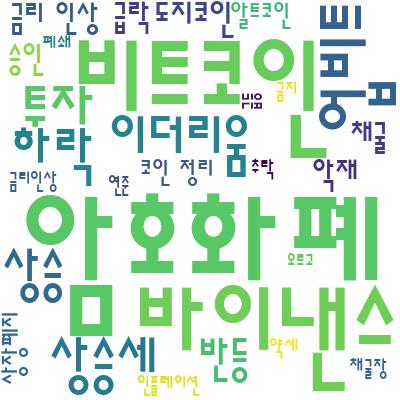 금리 인상
급락
도지코인
알트코인
승인
폐쇄
비트코인
업비트
투자
금지
하락
이더리움
채굴
금리인상
연준
코인 정리
추락
악재
암호화 폐
상승
오르고
바이낸스
상장폐지
상승세
반등
약세
인플레이션
채굴장